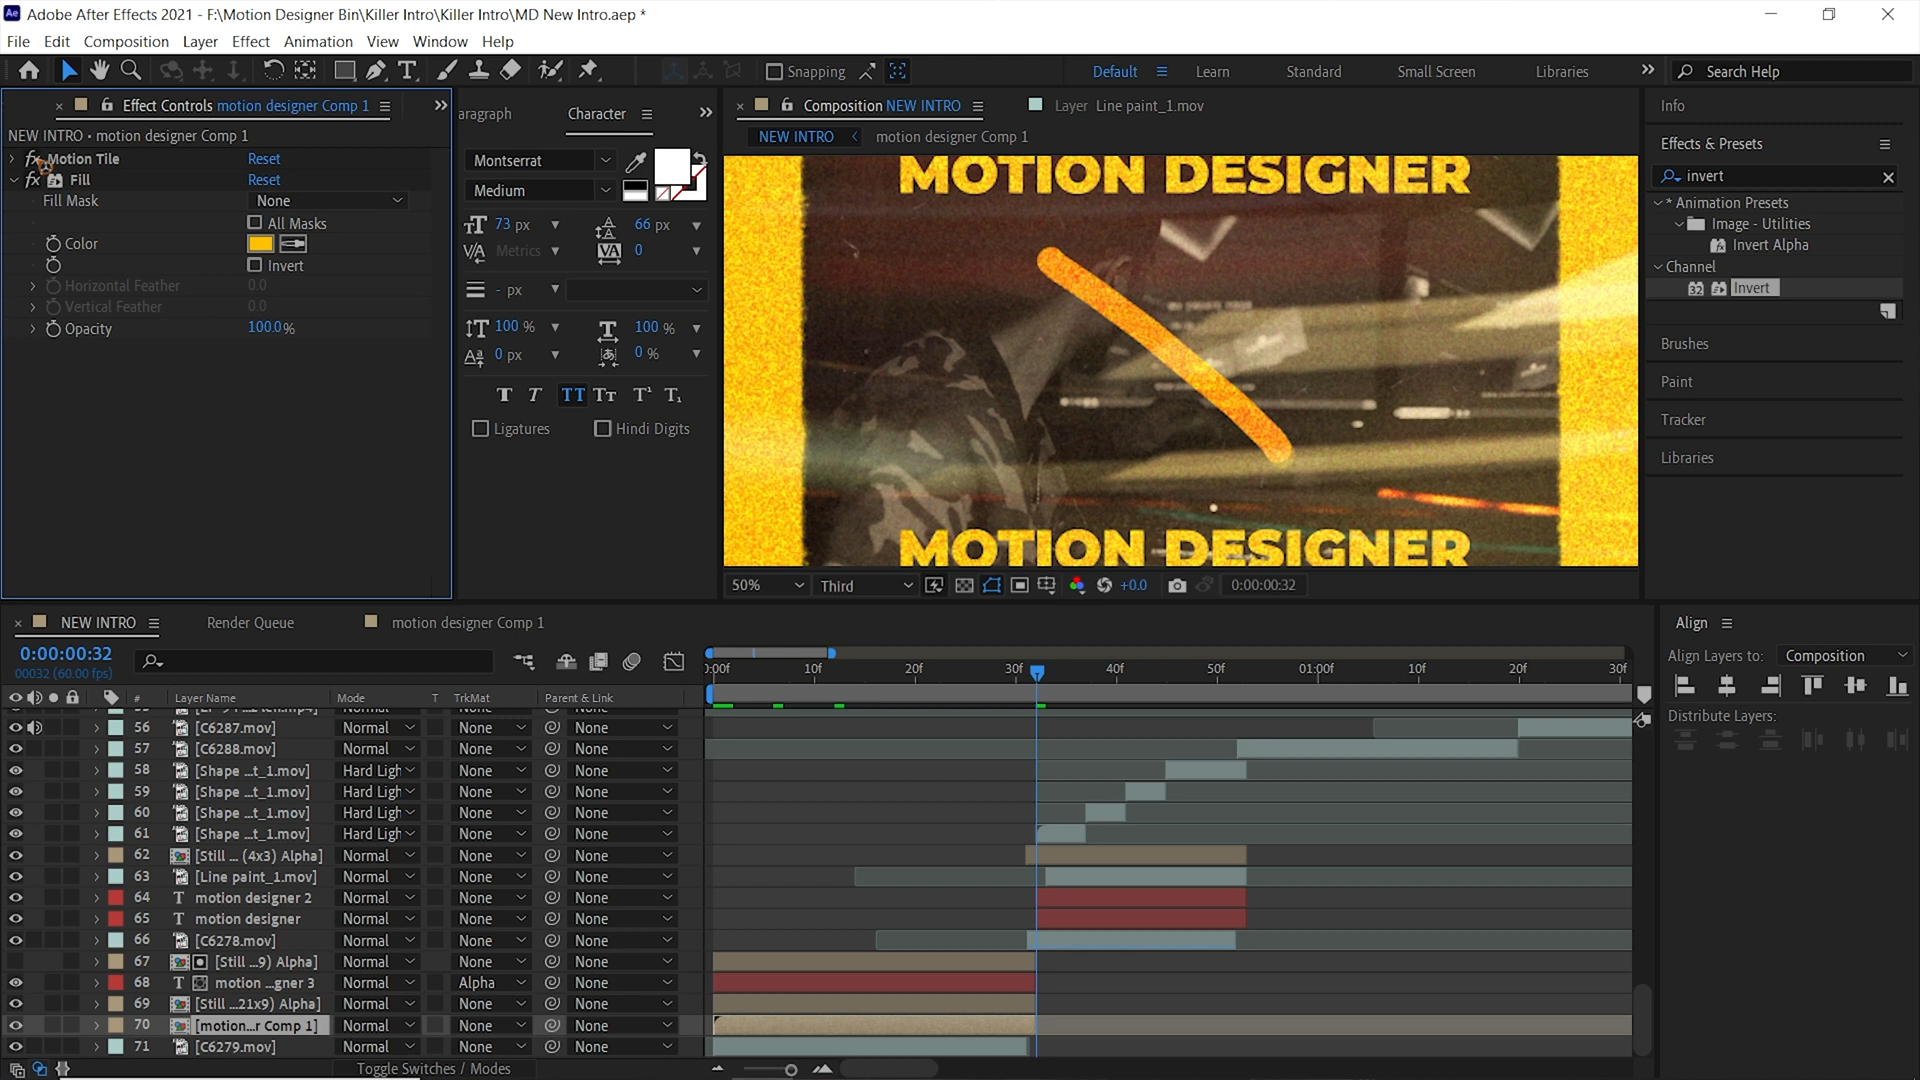 Adobe After Effects 2021 - F:\Motion Designer Bin\Killer Intro\Killer Intro\MD New Intro.aep *
File Edit Composition Layer Effect Animation View Window Help
Snapping
Default Learn Standard Small Screen Libraries
Search Help
Effect Controls motion designer Comp 1
NEW INTRO • motion designer Comp 1
fx Motion Tile Reset
fx Fill Reset
Fill Mask None
All Masks
Color
Invert
Horizontal Feather 0.0
Vertical Feather 0.0
Opacity 100.0%
aragraph Character
Montserrat
Medium
73 px 66 px
Metrics 0
- px
100 % 100 %
0 px 0 %
Ligatures Hindi Digits
Composition NEW INTRO Layer Line paint_1.mov
NEW INTRO motion designer Comp 1
MOTION DESIGNER
MOTION DESIGNER
50% Third +0.0 0:00:00:32
Info
Effects & Presets
invert
* Animation Presets
Image - Utilities
Invert Alpha
Channel
32 Invert
Brushes
Paint
Tracker
Libraries
NEW INTRO Render Queue motion designer Comp 1
0:00:00:32
00032 (60.00 fps)
0:00f 10f 20f 30f 40f 50f 01:00f 10f 20f 30f
# Layer Name Mode T TrkMat Parent & Link
56 [C6287.mov] Normal None None
57 [C6288.mov] Normal None None
58 [Shape ...t_1.mov] Hard Ligh None None
59 [Shape ...t_1.mov] Hard Ligh None None
60 [Shape ...t_1.mov] Hard Ligh None None
61 [Shape ...t_1.mov] Hard Ligh None None
62 [Still ... (4x3) Alpha] Normal None None
63 [Line paint_1.mov] Normal None None
64 T motion designer 2 Normal None None
65 T motion designer Normal None None
66 [C6278.mov] Normal None None
67 [Still ...9) Alpha] Normal None None
68 T motion ...gner 3 Normal Alpha None
69 [Still ...21x9) Alpha] Normal None None
70 [motion...r Comp 1] Normal None None
71 [C6279.mov] Normal None None
Toggle Switches / Modes
Align
Align Layers to: Composition
Distribute Layers: